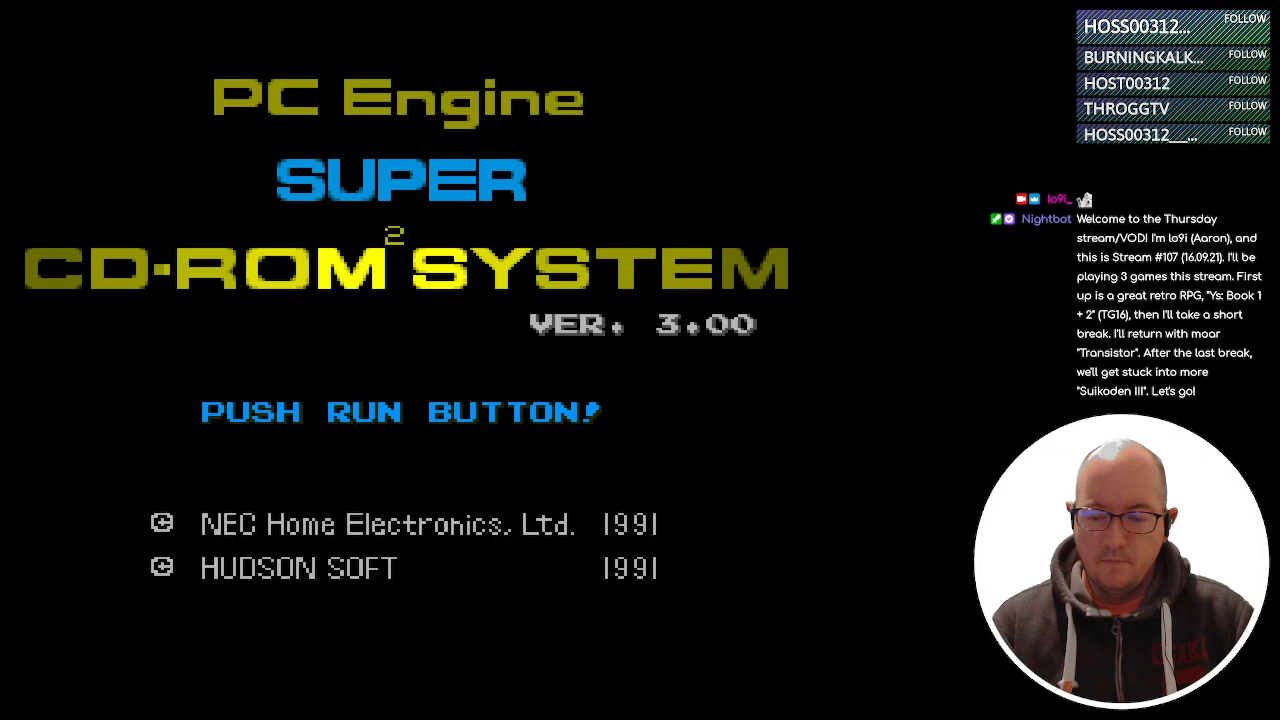 PC Engine
SUPER
CD-ROM² SYSTEM
VER. 3.00
PUSH RUN BUTTON!
© NEC Home Electronics, Ltd. 1991
© HUDSON SOFT 1991
HOSS00312... FOLLOW
BURNINGKALK... FOLLOW
HOST00312 FOLLOW
THROGGTV FOLLOW
HOSS00312__... FOLLOW
lo9i_
Nightbot Welcome to the Thursday
stream/VOD! I'm lo9i (Aaron), and
this is Stream #107 (16.09.21). I'll be
playing 3 games this stream. First
up is a great retro RPG, "Ys: Book 1
+ 2" (TG16), then I'll take a short
break. I'll return with moar
"Transistor". After the last break,
we'll get stuck into more
"Suikoden III". Let's go!